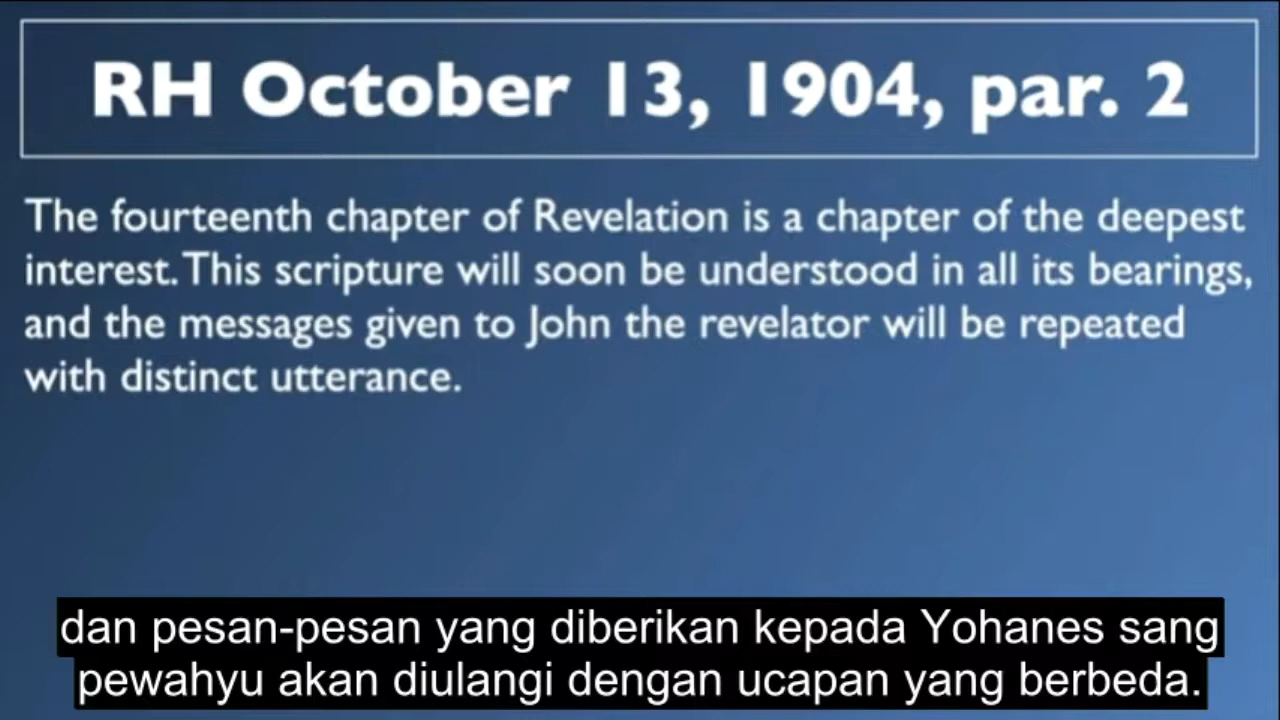 RH October 13, 1904, par. 2
The fourteenth chapter of Revelation is a chapter of the deepest
interest. This scripture will soon be understood in all its bearings,
and the messages given to John the revelator will be repeated
with distinct utterance.
dan pesan-pesan yang diberikan kepada Yohanes sang
pewahyu akan diulangi dengan ucapan yang berbeda.